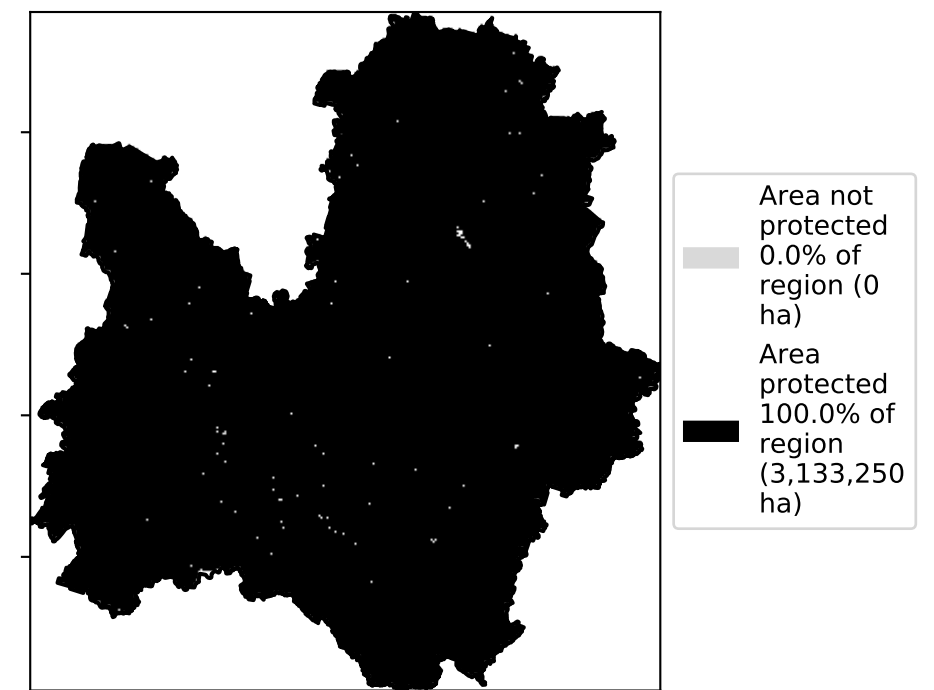 Area not
protected
0.0% of
region (0
ha)
Area
protected
100.0% of
region
(3,133,250
ha)